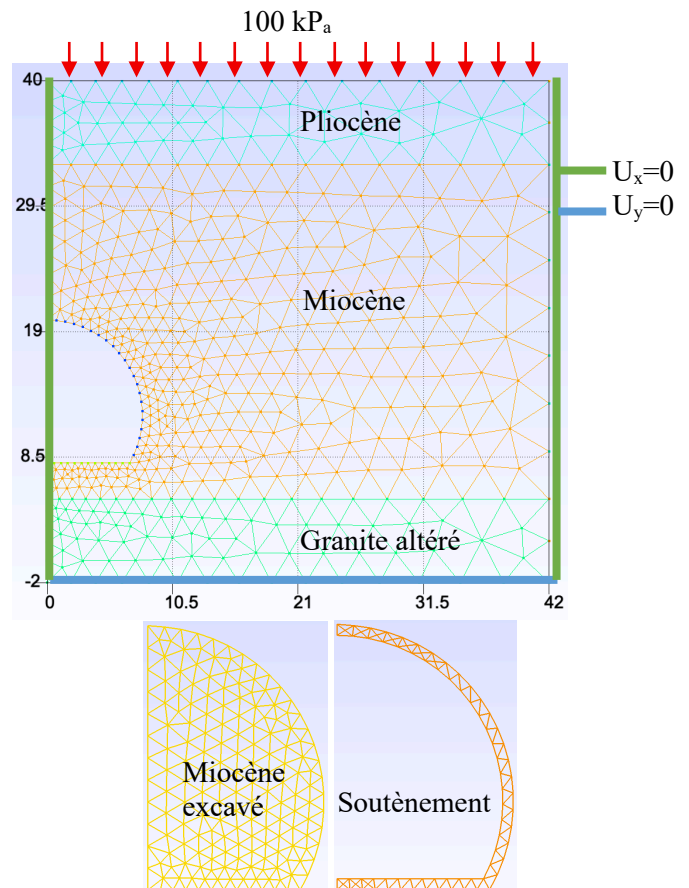 100 kPₐ
40
Pliocène
Uₓ=0
29.5
U_y=0
Miocène
19
8.5
Granite altéré
-2
0 10.5 21 31.5 42
Miocène
excavé
Soutènement